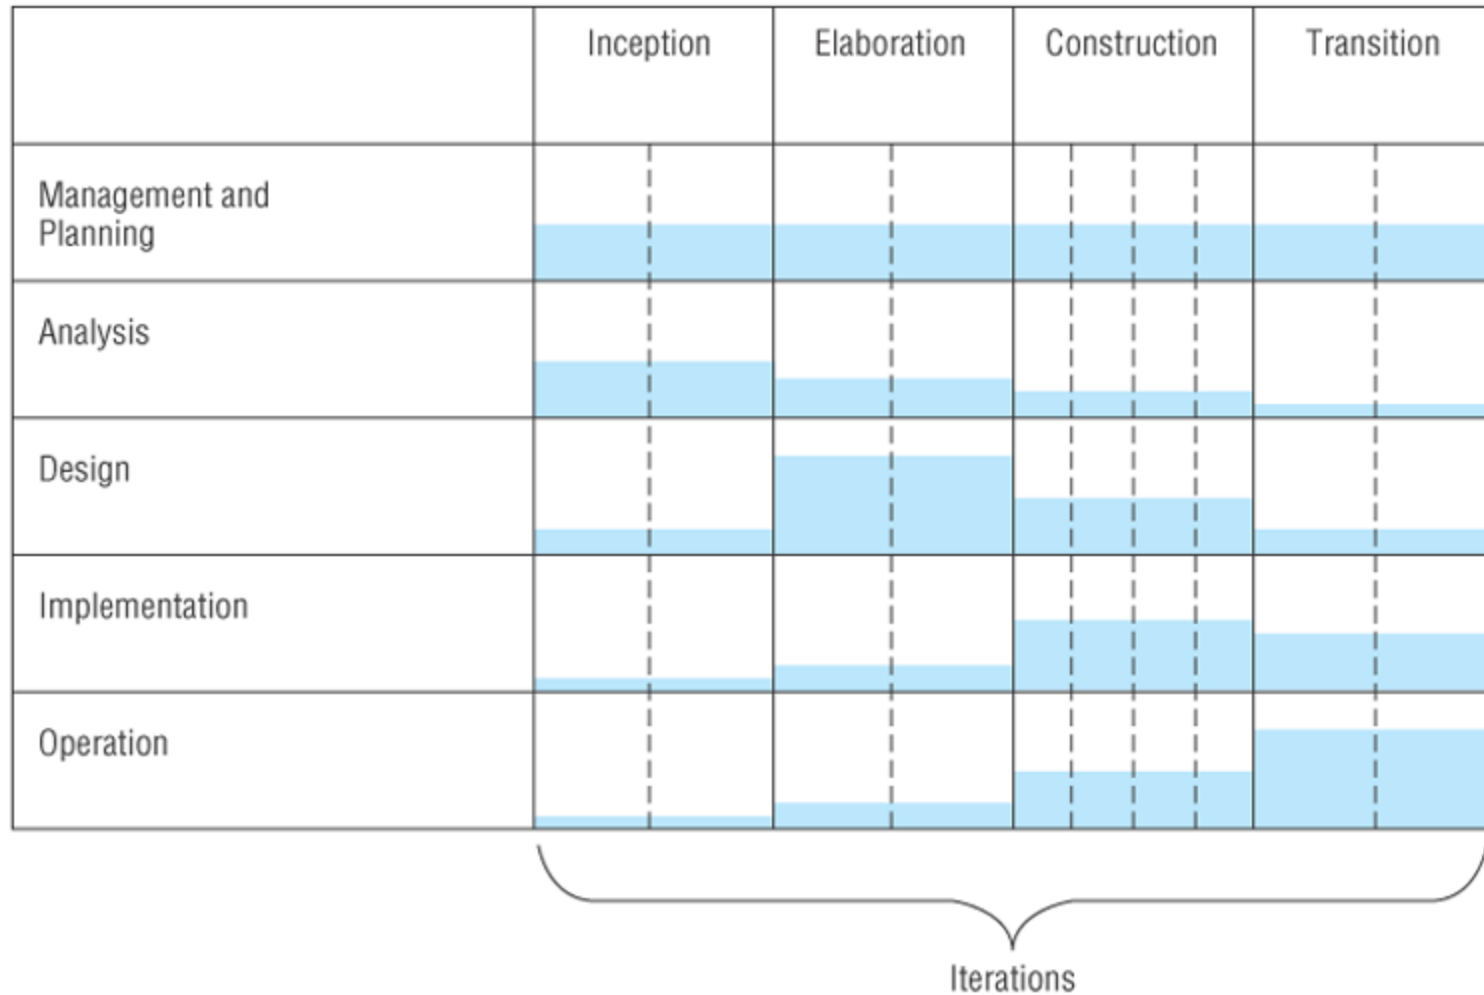 Inception Elaboration Construction Transition
Management and
Planning
Analysis
Design
Implementation
Operation
Iterations